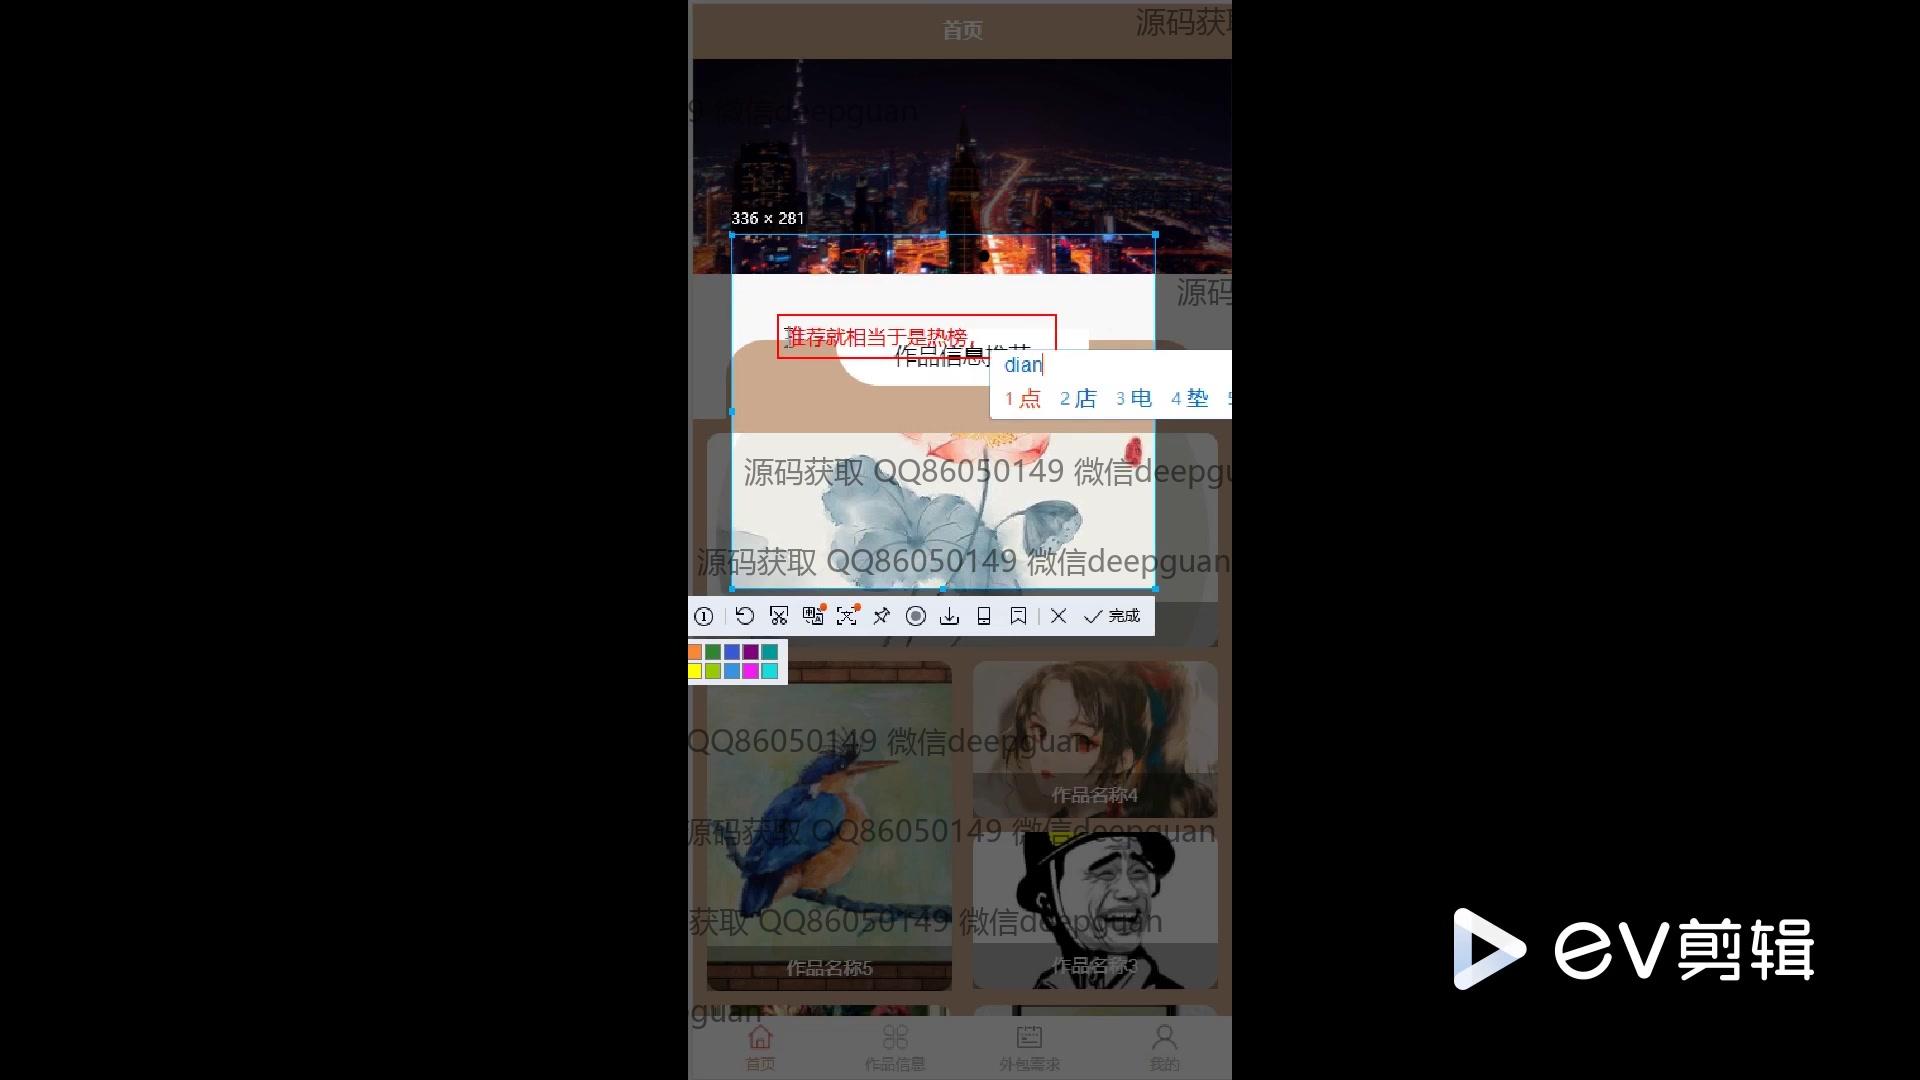 首页
源码获取
9 微信deepguan
336 × 281
源码
推荐就相当于是热榜，
作品信息推荐
dian
1 点 2 店 3 电 4 垫 5
源码获取 QQ86050149 微信deepgu
源码获取 QQ86050149 微信deepguan
完成
QQ86050149 微信deepguan
作品名称4
源码获取 QQ86050149 微信deepguan
获取 QQ86050149 微信deepguan
作品名称5
作品名称3
eguan
首页 作品信息 外包需求 我的
EV剪辑